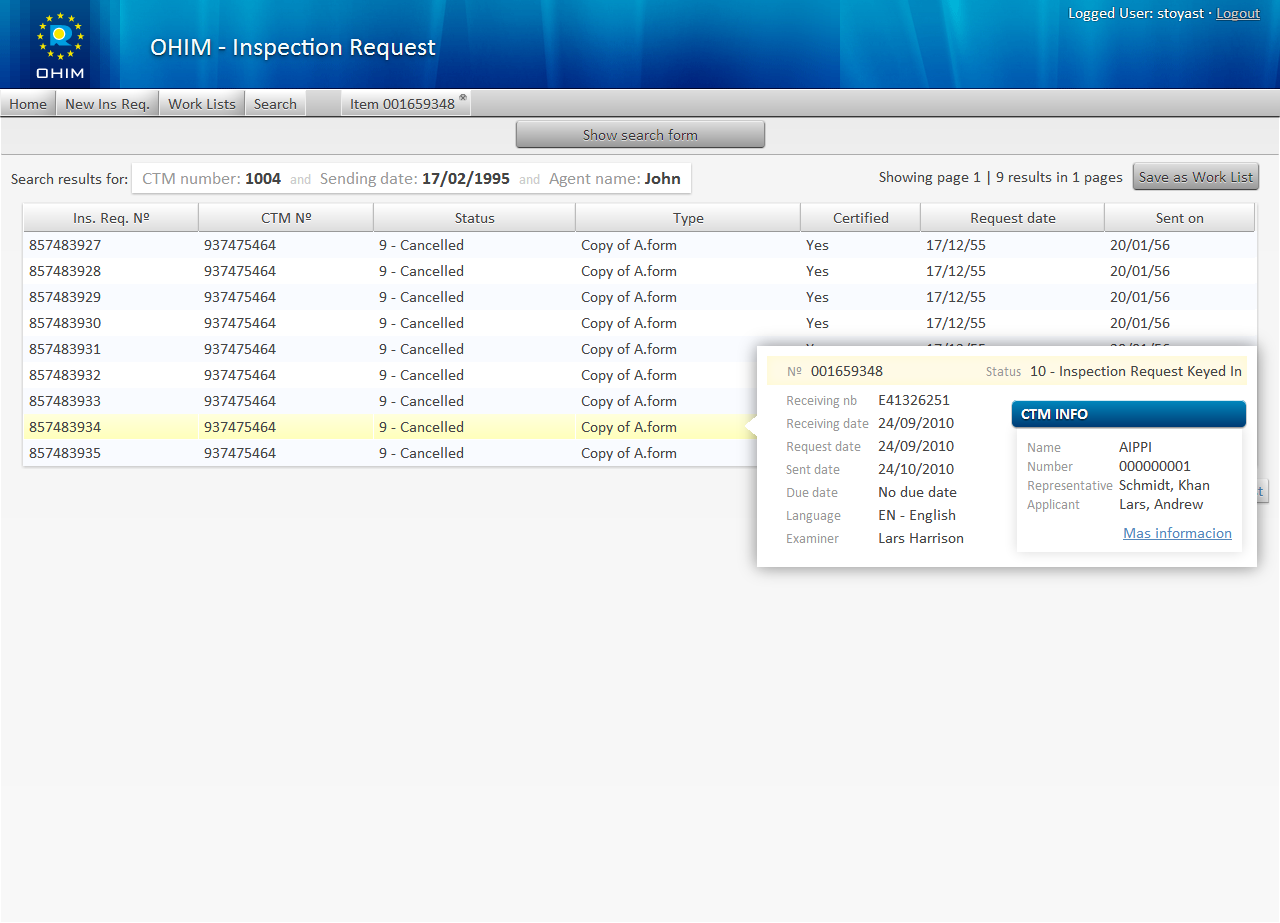 Logged User: stoyast · Logout
OHIM
OHIM - Inspection Request
Home New Ins Req. Work Lists Search Item 001659348
Show search form
Search results for: CTM number: 1004 and Sending date: 17/02/1995 and Agent name: John Showing page 1 | 9 results in 1 pages Save as Work List
Ins. Req. Nº CTM Nº Status Type Certified Request date Sent on
857483927 937475464 9 - Cancelled Copy of A.form Yes 17/12/55 20/01/56
857483928 937475464 9 - Cancelled Copy of A.form Yes 17/12/55 20/01/56
857483929 937475464 9 - Cancelled Copy of A.form Yes 17/12/55 20/01/56
857483930 937475464 9 - Cancelled Copy of A.form Yes 17/12/55 20/01/56
857483931 937475464 9 - Cancelled Copy of A.form
857483932 937475464 9 - Cancelled Copy of A.form
857483933 937475464 9 - Cancelled Copy of A.form
857483934 937475464 9 - Cancelled Copy of A.form
857483935 937475464 9 - Cancelled Copy of A.form
Nº 001659348 Status 10 - Inspection Request Keyed In
Receiving nb E41326251
Receiving date 24/09/2010
Request date 24/09/2010
Sent date 24/10/2010
Due date No due date
Language EN - English
Examiner Lars Harrison
CTM INFO
Name AIPPI
Number 000000001
Representative Schmidt, Khan
Applicant Lars, Andrew
Mas informacion